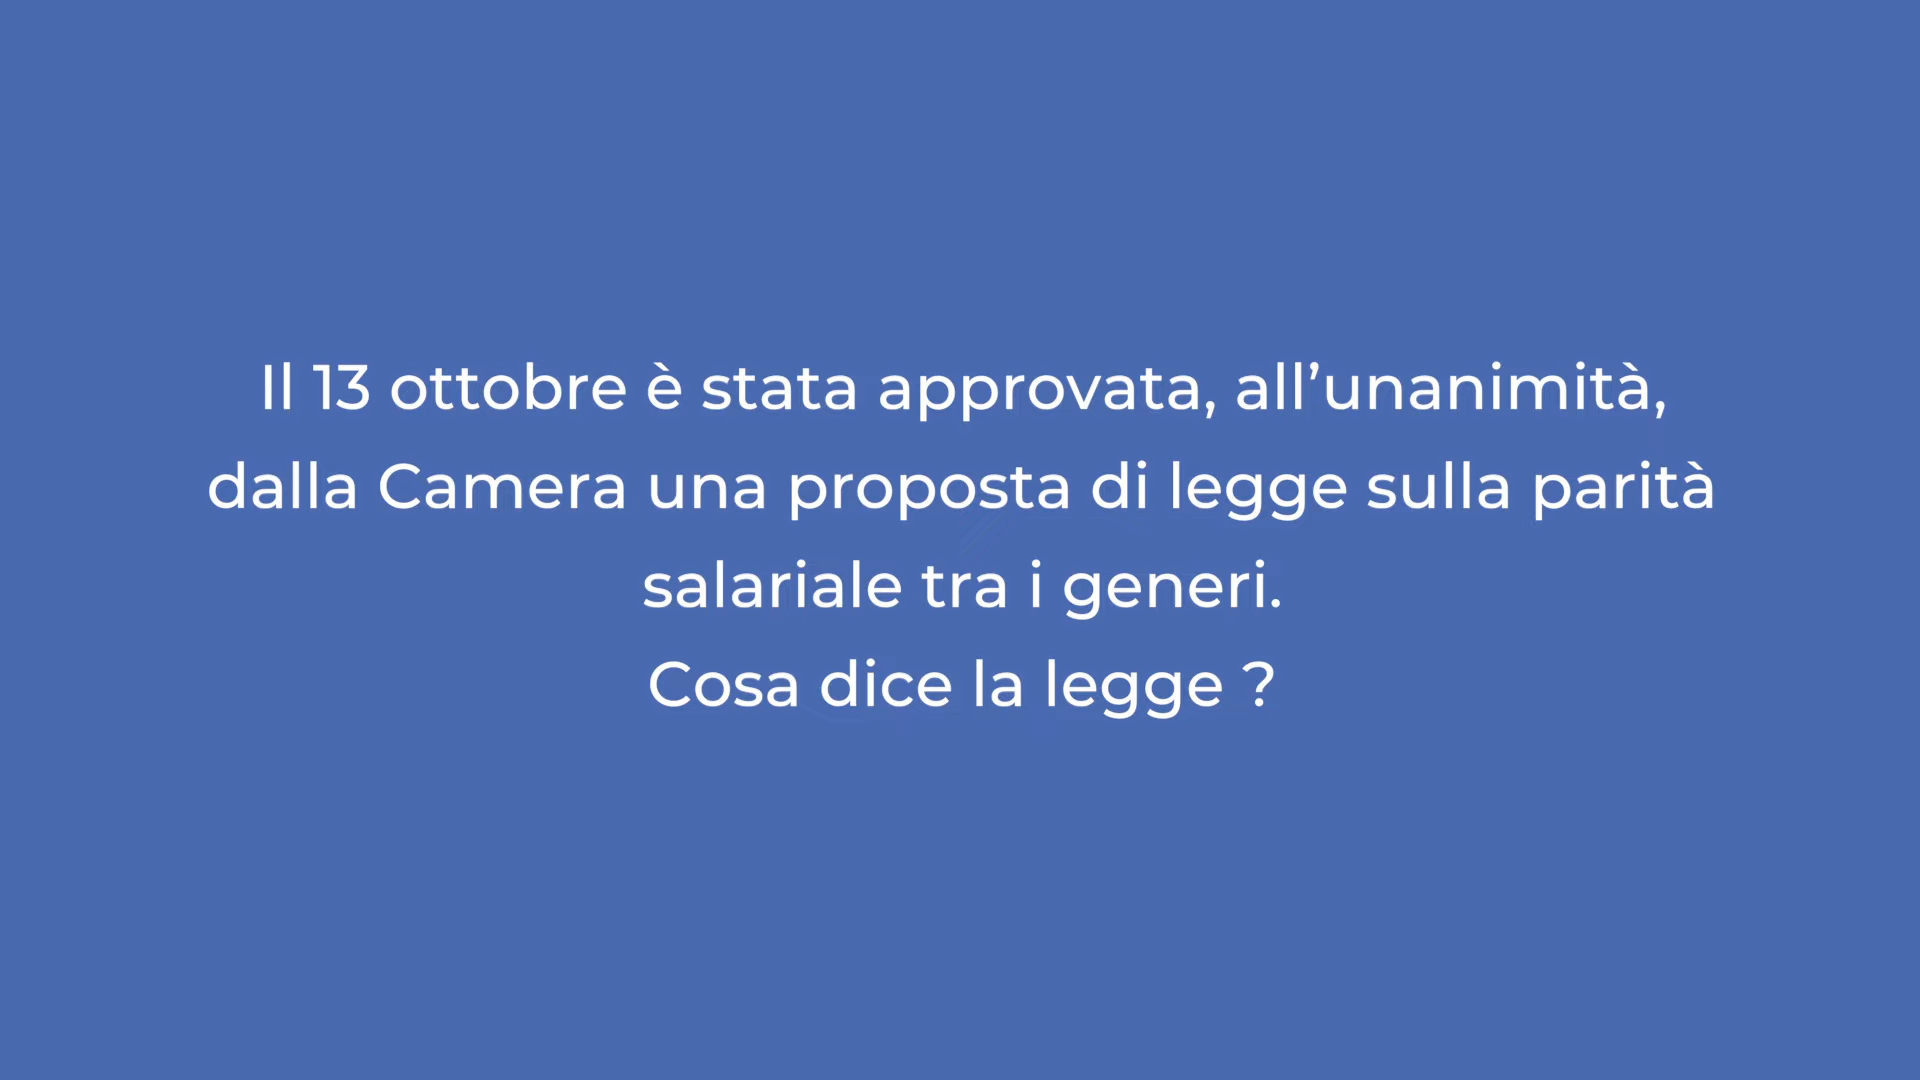 Il 13 ottobre è stata approvata, all’unanimità,
dalla Camera una proposta di legge sulla parità
salariale tra i generi.
Cosa dice la legge ?